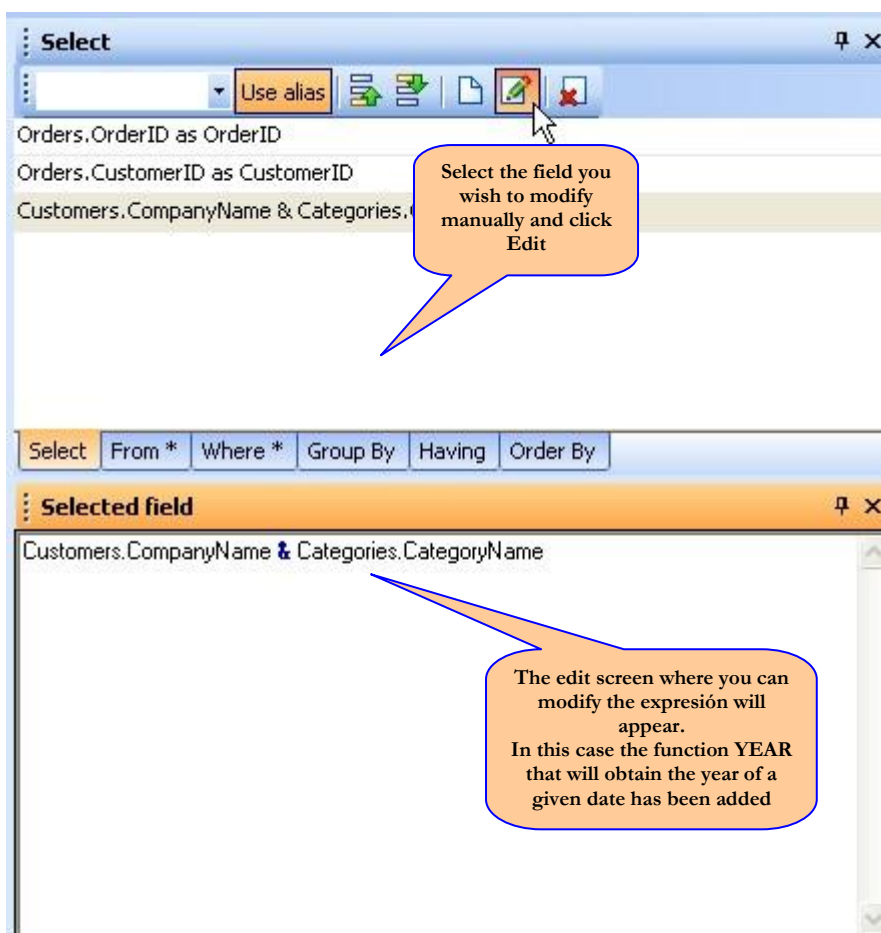 Select
Use alias
Orders.OrderID as OrderID
Orders.CustomerID as CustomerID
Customers.CompanyName & Categories.
Select the field you
wish to modify
manually and click
Edit
Select From * Where * Group By Having Order By
Selected field
Customers.CompanyName & Categories.CategoryName
The edit screen where you can
modify the expresión will
appear.
In this case the function YEAR
that will obtain the year of a
given date has been added